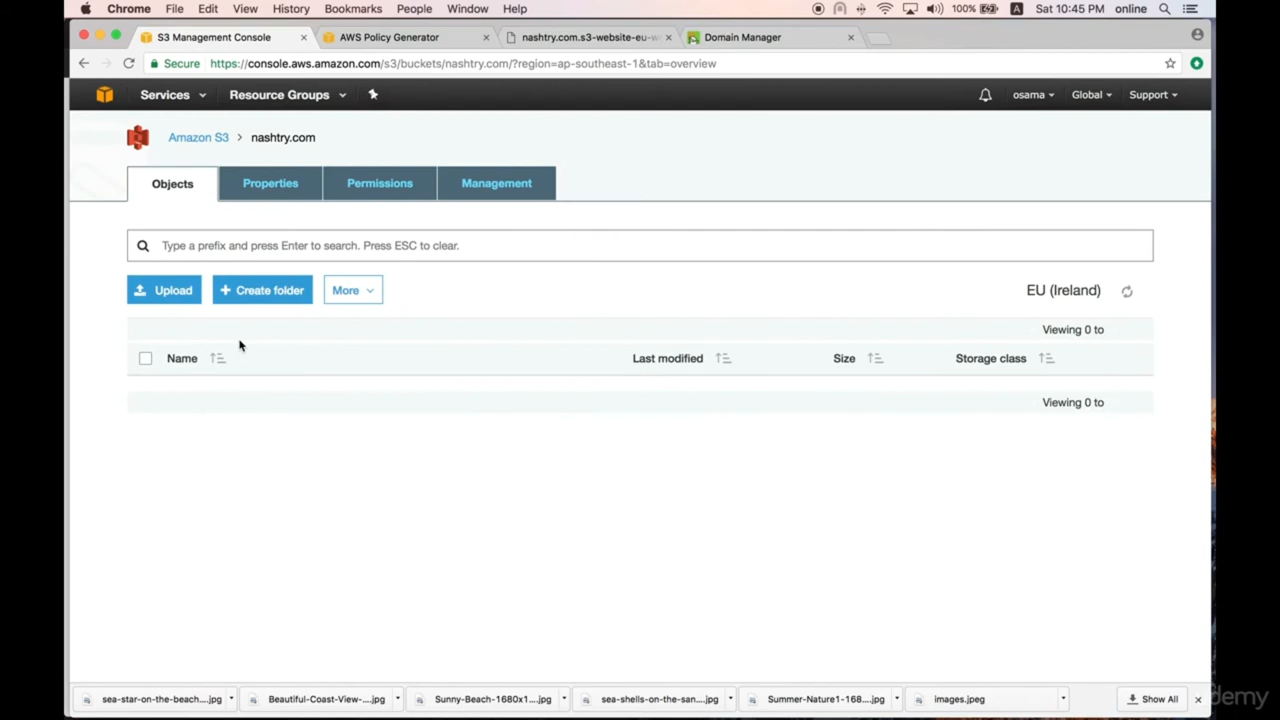 Chrome File Edit View History Bookmarks People Window Help 100% A Sat 10:45 PM online
S3 Management Console AWS Policy Generator nashtry.com.s3-website-eu-w Domain Manager
Secure https://console.aws.amazon.com/s3/buckets/nashtry.com/?region=ap-southeast-1&tab=overview
Services Resource Groups osama Global Support
Amazon S3 > nashtry.com
Objects Properties Permissions Management
Type a prefix and press Enter to search. Press ESC to clear.
Upload + Create folder More EU (Ireland)
Viewing 0 to
Name Last modified Size Storage class
Viewing 0 to
sea-star-on-the-beach....jpg Beautiful-Coast-View-....jpg Sunny-Beach-1680x1....jpg sea-shells-on-the-san....jpg Summer-Nature1-168....jpg images.jpeg Show All
demy